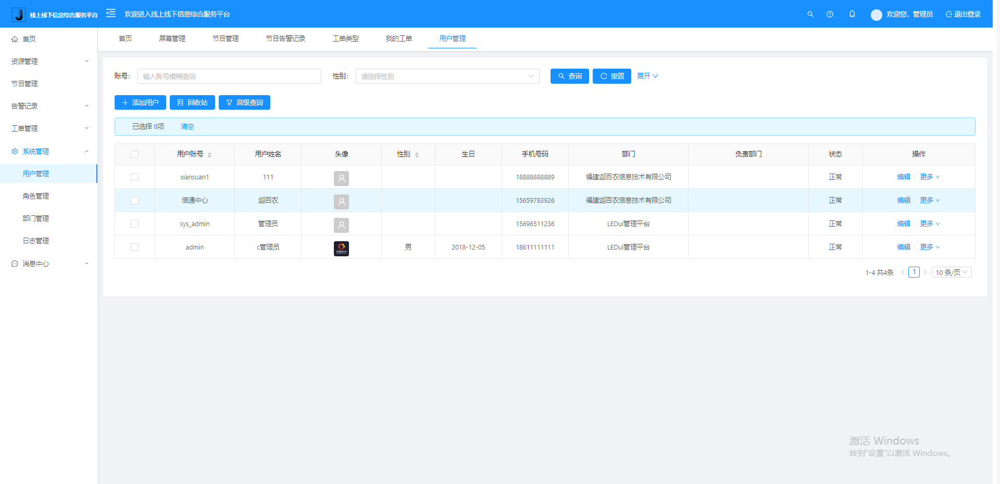 线上线下信息综合服务平台
欢迎进入线上线下信息综合服务平台
欢迎您，管理员
退出登录
首页
资源管理
节目管理
告警记录
工单管理
系统管理
用户管理
角色管理
部门管理
日志管理
消息中心
首页 屏幕管理 节目管理 节目告警记录 工单类型 我的工单 用户管理
账号： 输入账号模糊查询 性别： 请选择性别 查询 重置 展开
添加用户 回收站 高级查询
已选择 0项 清空
用户账号 用户姓名 头像 性别 生日 手机号码 部门 负责部门 状态 操作
xiansuan1 111 18888888889 福建迦百农信息技术有限公司 正常 编辑 更多
信通中心 迦百农 15659783926 福建迦百农信息技术有限公司 正常 编辑 更多
sys_admin 管理员 15696511236 LEDui管理平台 正常 编辑 更多
admin c管理员 男 2018-12-05 18611111111 LEDui管理平台 正常 编辑 更多
1-4 共4条 < 1 > 10 条/页
激活 Windows
转到"设置"以激活 Windows。